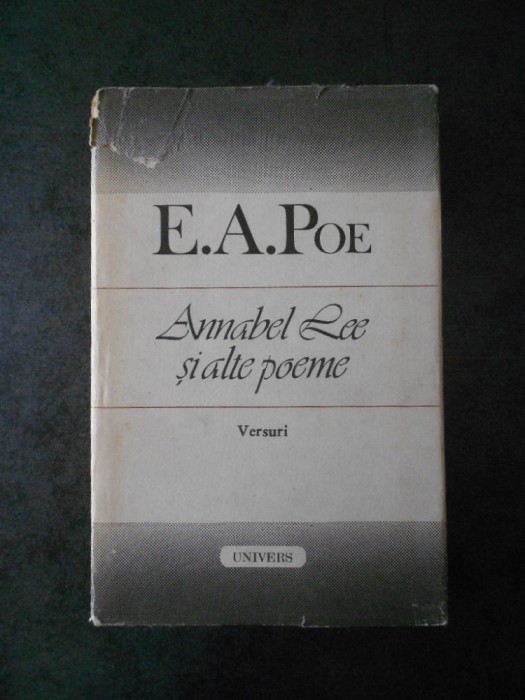 E.A.POE
Annabel Lee
și alte poeme
Versuri
UNIVERS